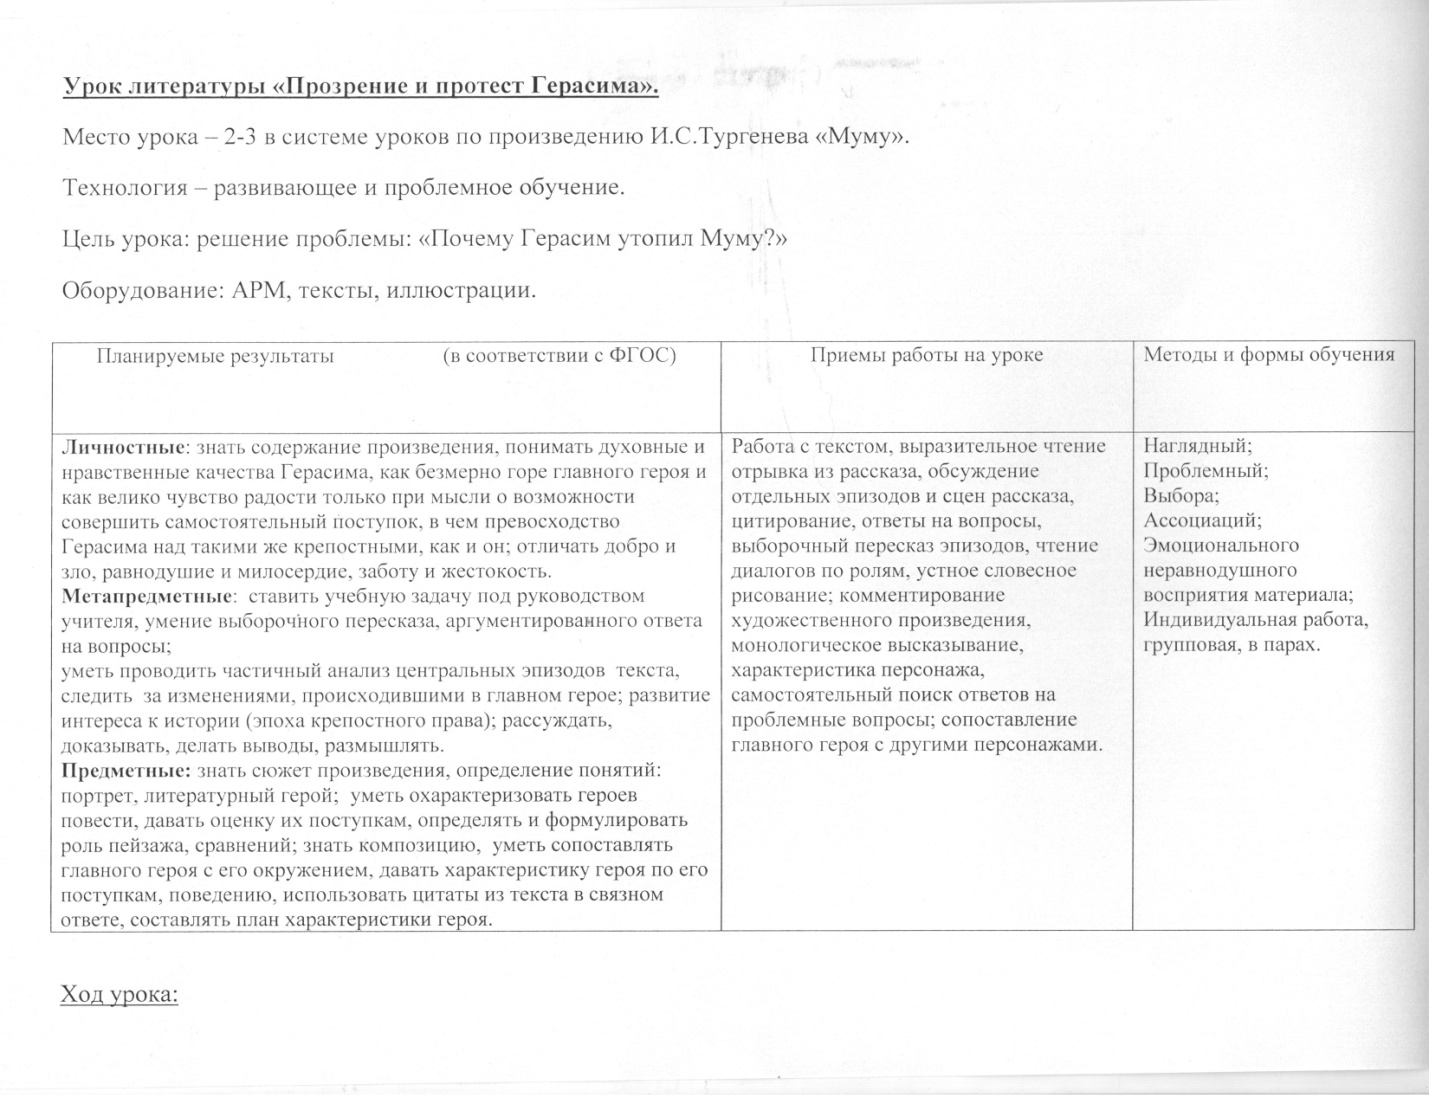 Урок литературы «Прозрение и протест Герасима».
Место урока – 2-3 в системе уроков по произведению И.С.Тургенева «Муму».
Технология – развивающее и проблемное обучение.
Цель урока: решение проблемы: «Почему Герасим утопил Муму?»
Оборудование: АРМ, тексты, иллюстрации.
Планируемые результаты (в соответствии с ФГОС)
Приемы работы на уроке
Методы и формы обучения
Личностные: знать содержание произведения, понимать духовные и
нравственные качества Герасима, как безмерно горе главного героя и
как велико чувство радости только при мысли о возможности
совершить самостоятельный поступок, в чем превосходство
Герасима над такими же крепостными, как и он; отличать добро и
зло, равнодушие и милосердие, заботу и жестокость.
Метапредметные: ставить учебную задачу под руководством
учителя, умение выборочного пересказа, аргументированного ответа
на вопросы;
уметь проводить частичный анализ центральных эпизодов текста,
следить за изменениями, происходившими в главном герое; развитие
интереса к истории (эпоха крепостного права); рассуждать,
доказывать, делать выводы, размышлять.
Предметные: знать сюжет произведения, определение понятий:
портрет, литературный герой; уметь охарактеризовать героев
повести, давать оценку их поступкам, определять и формулировать
роль пейзажа, сравнений; знать композицию, уметь сопоставлять
главного героя с его окружением, давать характеристику героя по его
поступкам, поведению, использовать цитаты из текста в связном
ответе, составлять план характеристики героя.
Работа с текстом, выразительное чтение
отрывка из рассказа, обсуждение
отдельных эпизодов и сцен рассказа,
цитирование, ответы на вопросы,
выборочный пересказ эпизодов, чтение
диалогов по ролям, устное словесное
рисование; комментирование
художественного произведения,
монологическое высказывание,
характеристика персонажа,
самостоятельный поиск ответов на
проблемные вопросы; сопоставление
главного героя с другими персонажами.
Наглядный;
Проблемный;
Выбора;
Ассоциаций;
Эмоционального
неравнодушного
восприятия материала;
Индивидуальная работа,
групповая, в парах.
Ход урока: